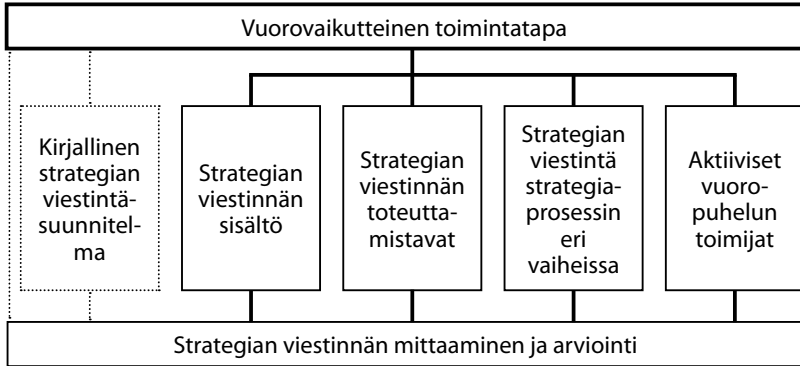 Vuorovaikutteinen toimintatapa
Kirjallinen
strategian
viestintä-
suunnitel-
ma
Strategian
viestinnän
sisältö
Strategian
viestinnän
toteutta-
mistavat
Strategian
viestintä
strategia-
prosessin
eri
vaiheissa
Aktiiviset
vuoro-
puhelun
toimijat
Strategian viestinnän mittaaminen ja arviointi